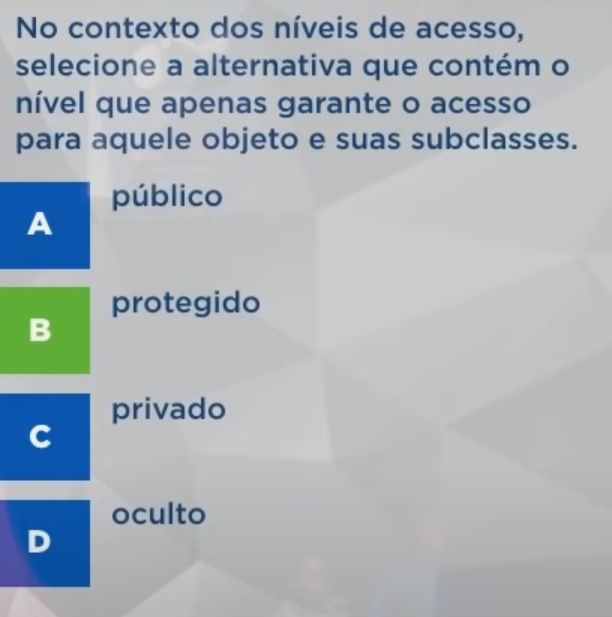 No contexto dos níveis de acesso,
selecione a alternativa que contém o
nível que apenas garante o acesso
para aquele objeto e suas subclasses.
A público
B protegido
C privado
D oculto